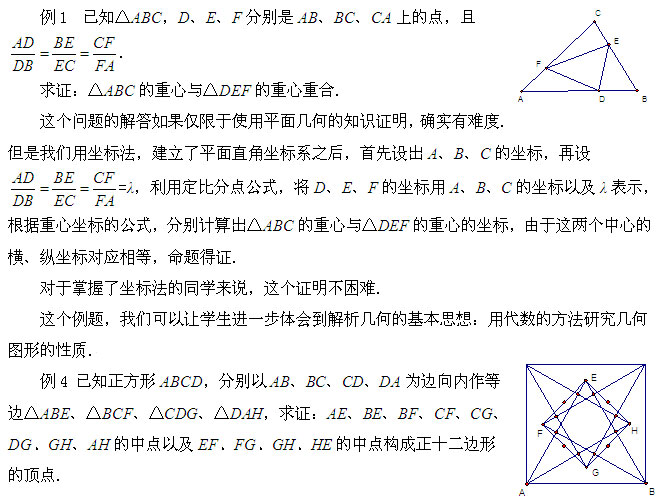 例1 己知△ABC，D、E、F 分别是 AB、BC、CA 上的点，且
AD/DB=BE/EC=CF/FA.
求证：△ABC 的重心与△DEF 的重心重合.
这个问题的解答如果仅限于使用平面几何的知识证明，确实有难度.
但是我们用坐标法，建立了平面直角坐标系之后，首先设出 A、B、C 的坐标，再设
AD/DB=BE/EC=CF/FA=λ，利用定比分点公式，将 D、E、F 的坐标用 A、B、C 的坐标以及 λ 表示，
根据重心坐标的公式，分别计算出△ABC 的重心与△DEF 的重心的坐标，由于这两个中心的
横、纵坐标对应相等，命题得证.
对于掌握了坐标法的同学来说，这个证明不困难.
这个例题，我们可以让学生进一步体会到解析几何的基本思想：用代数的方法研究几何
图形的性质.
例4 已知正方形 ABCD，分别以 AB、BC、CD、DA 为边向内作等
边△ABE、△BCF、△CDG、△DAH，求证：AE、BE、BF、CF、CG、
DG．GH、AH 的中点以及 EF．FG．GH．HE 的中点构成正十二边形
的顶点.
C
E
F
A
D
B
E
F
H
G
A
B